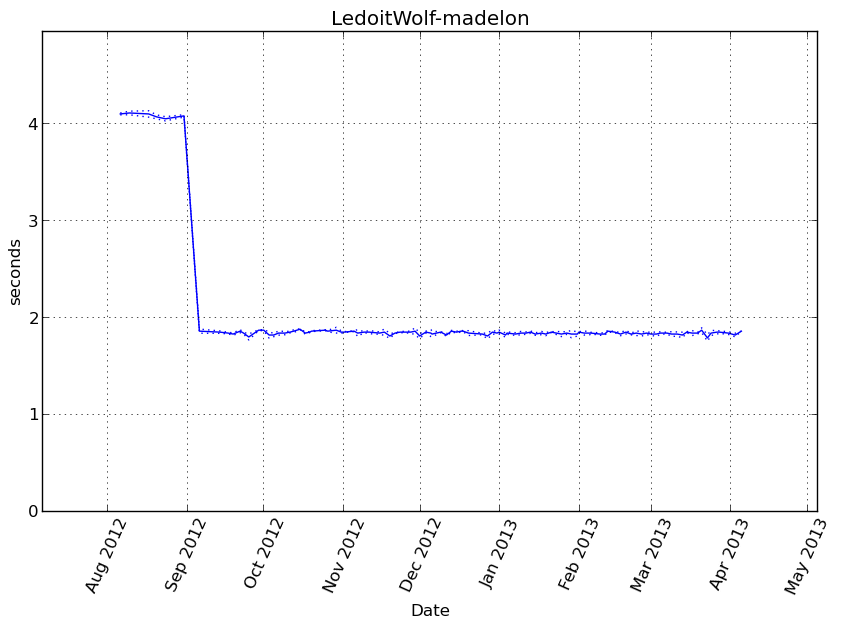 LedoitWolf-madelon
seconds
4
3
2
1
0
Aug 2012
Sep 2012
Oct 2012
Nov 2012
Dec 2012
Jan 2013
Feb 2013
Mar 2013
Apr 2013
May 2013
Date